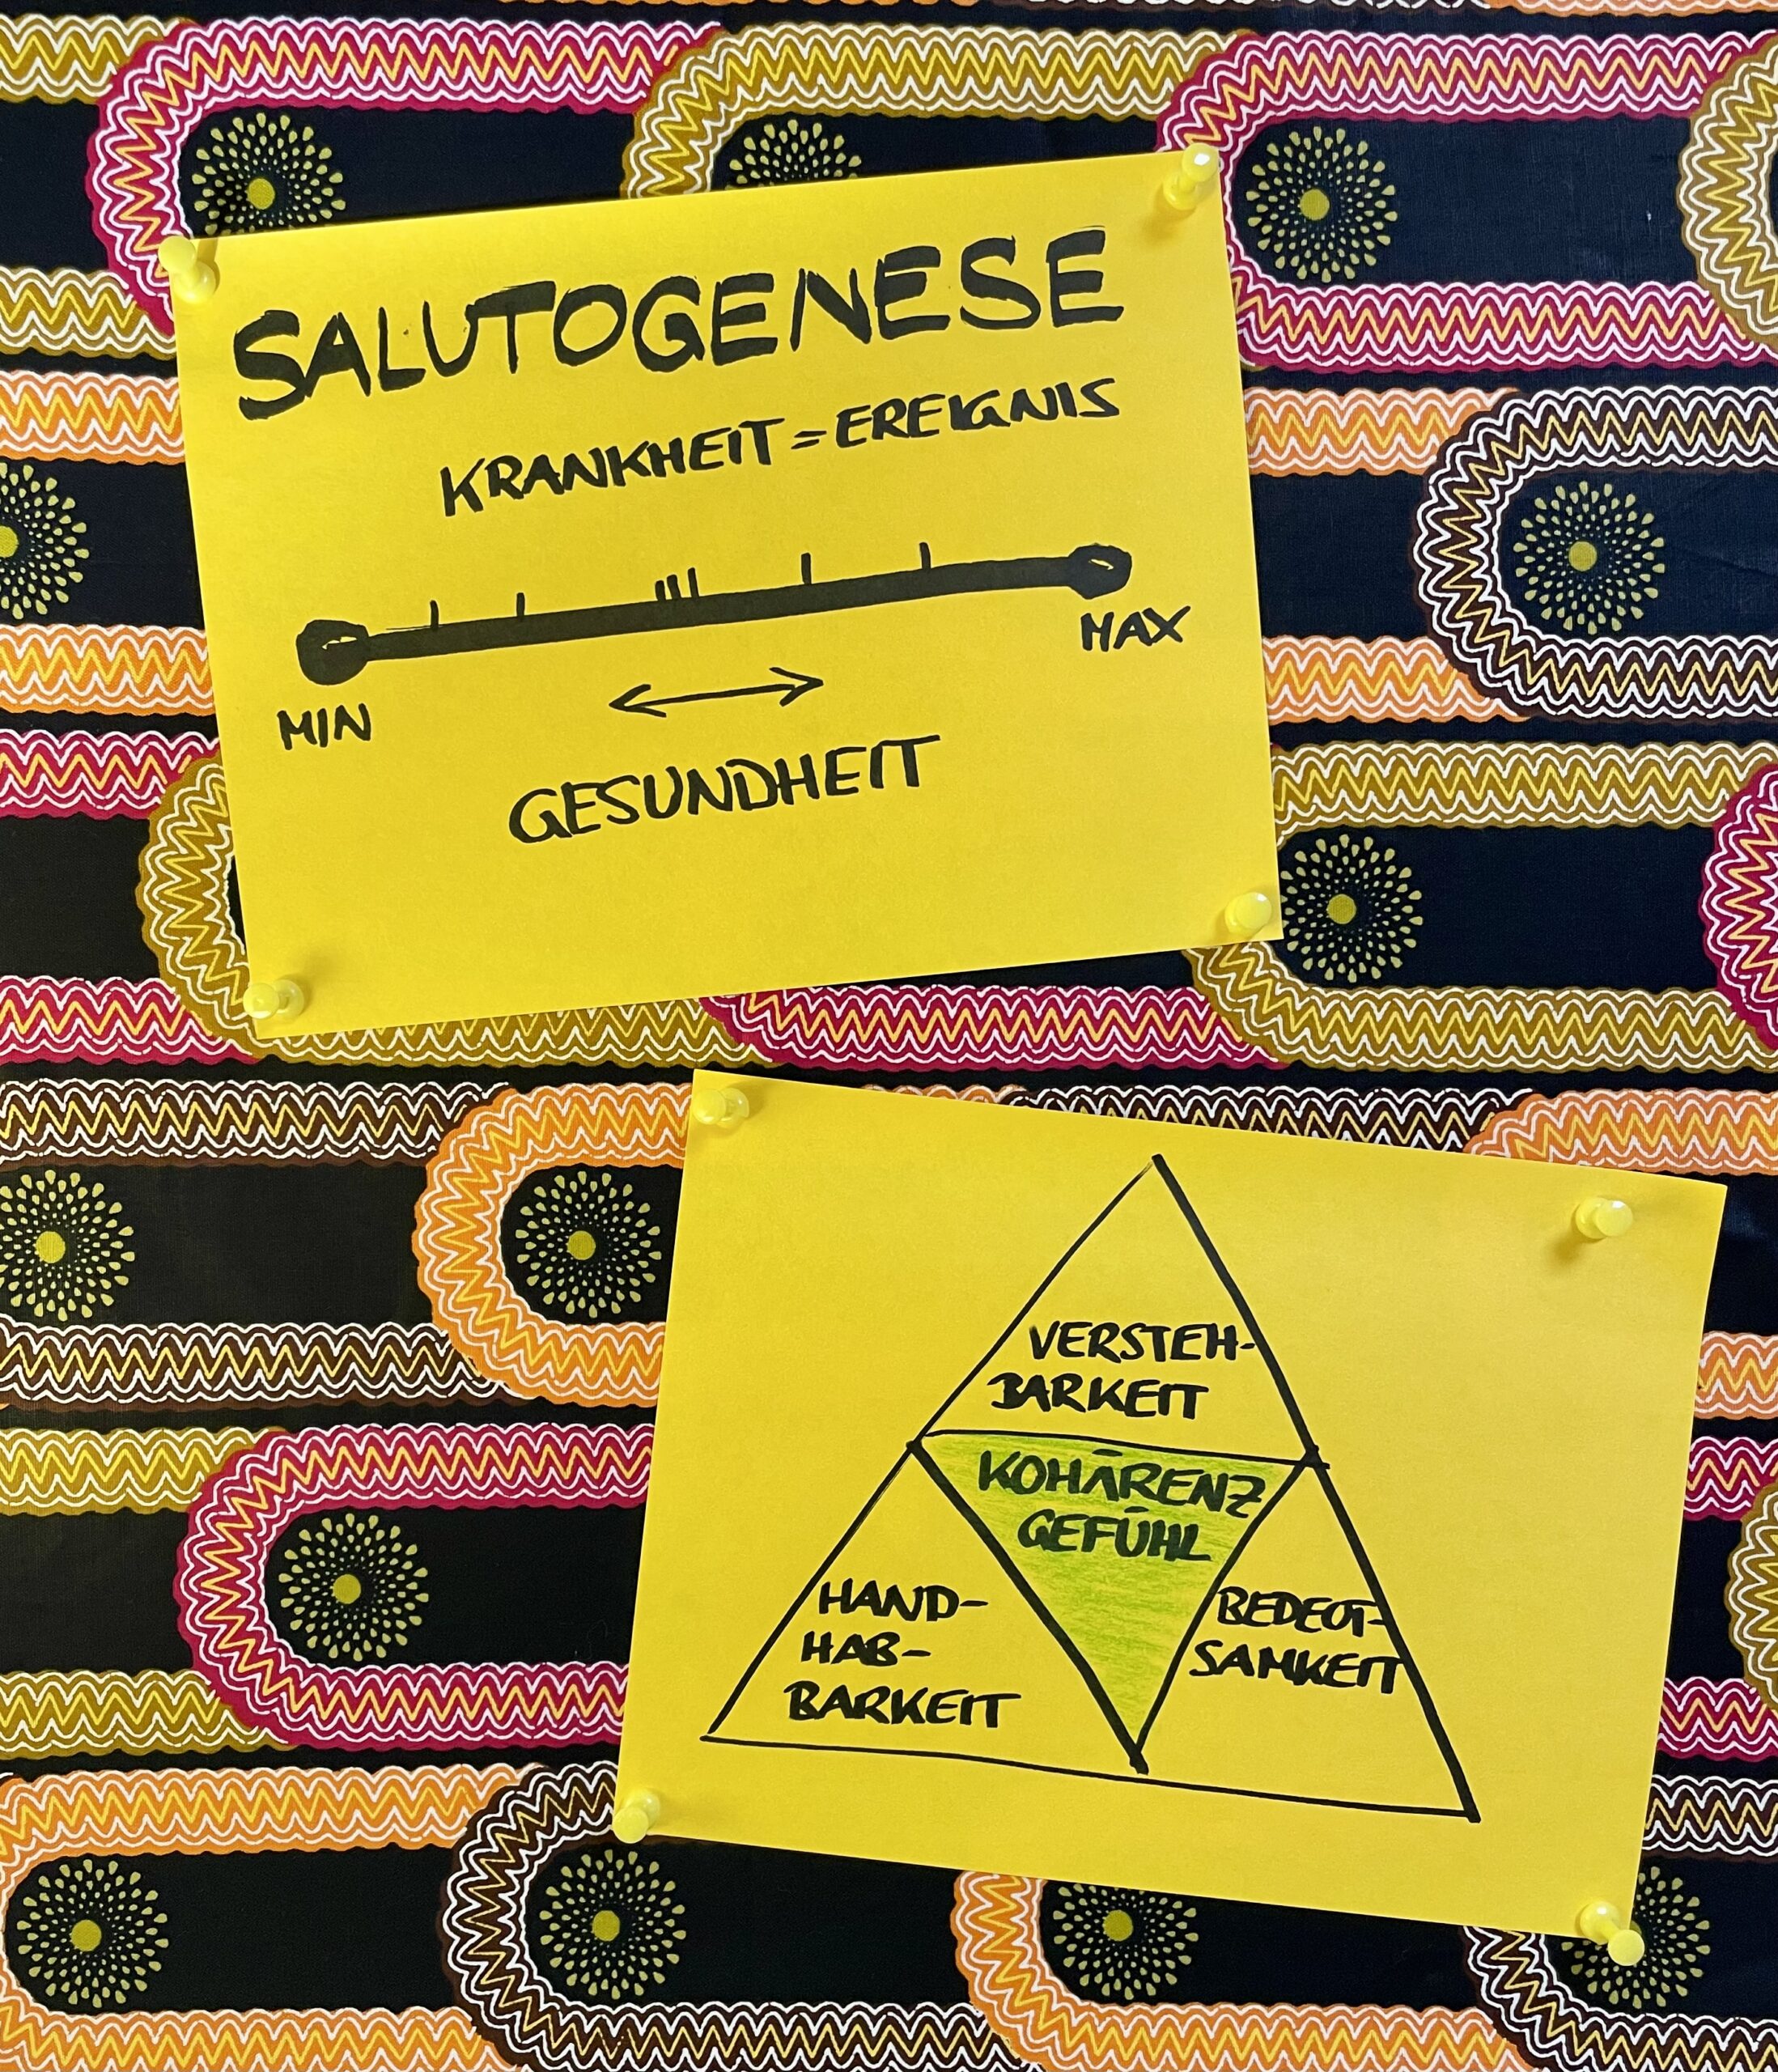 SALUTOGENESE
KRANKHEIT = EREIGNIS
MIN
MAX
GESUNDHEIT
VERSTEH-
BARKEIT
KOHÄRENZ
GEFÜHL
HAND-
HAB-
BARKEIT
BEDEUT-
SAMKEIT